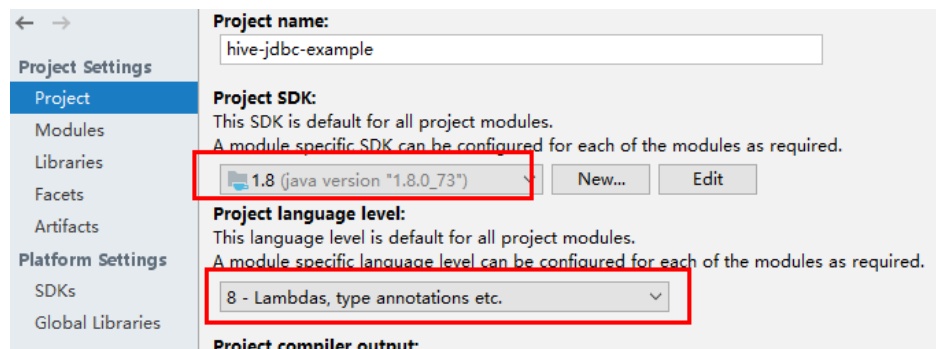 Project Settings
Project
Modules
Libraries
Facets
Artifacts
Platform Settings
SDKs
Global Libraries
Project name:
hive-jdbc-example
Project SDK:
This SDK is default for all project modules.
A module specific SDK can be configured for each of the modules as required.
1.8 (java version "1.8.0_73")
New...
Edit
Project language level:
This language level is default for all project modules.
A module specific language level can be configured for each of the modules as required.
8 - Lambdas, type annotations etc.
Project compiler output: